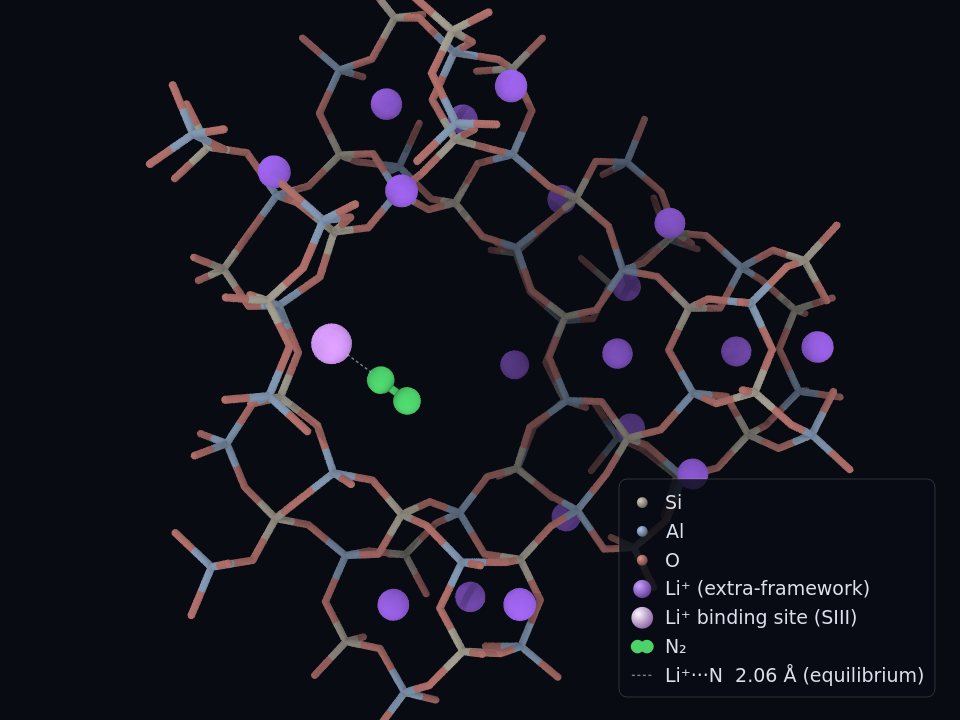 Si
Al
O
Li⁺ (extra-framework)
Li⁺ binding site (SIII)
N₂
Li⁺···N  2.06 Å (equilibrium)